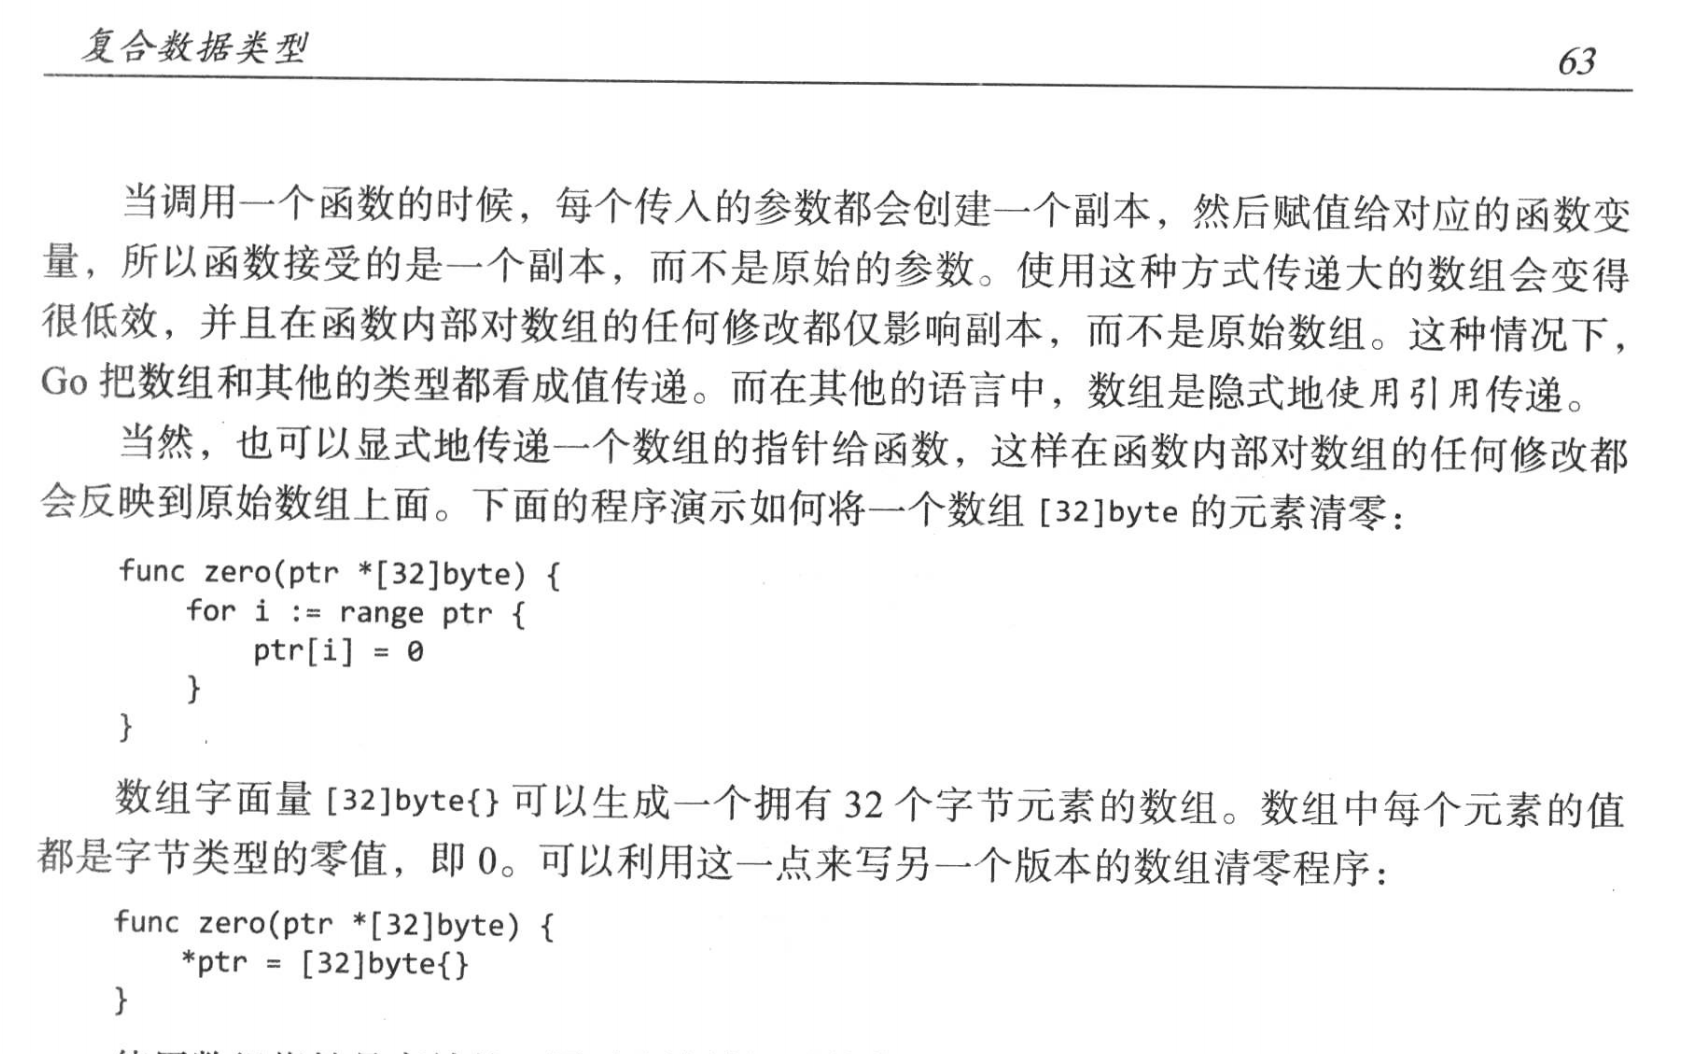 复合数据类型
63
当调用一个函数的时候，每个传入的参数都会创建一个副本，然后赋值给对应的函数变
量，所以函数接受的是一个副本，而不是原始的参数。使用这种方式传递大的数组会变得
很低效，并且在函数内部对数组的任何修改都仅影响副本，而不是原始数组。这种情况下，
Go 把数组和其他的类型都看成值传递。而在其他的语言中，数组是隐式地使用引用传递。
当然，也可以显式地传递一个数组的指针给函数，这样在函数内部对数组的任何修改都
会反映到原始数组上面。下面的程序演示如何将一个数组 [32]byte 的元素清零：
func zero(ptr *[32]byte) {
    for i := range ptr {
        ptr[i] = 0
    }
}
数组字面量 [32]byte{} 可以生成一个拥有 32 个字节元素的数组。数组中每个元素的值
都是字节类型的零值，即 0。可以利用这一点来写另一个版本的数组清零程序：
func zero(ptr *[32]byte) {
    *ptr = [32]byte{}
}